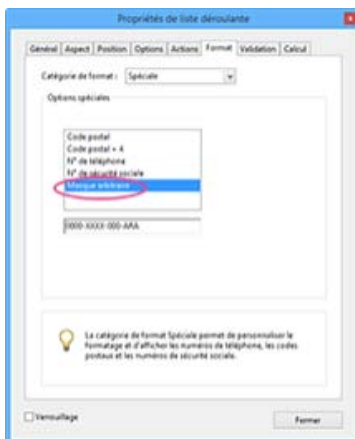 Propriétés de liste déroulante
Général Aspect Position Options Actions Format Validation Calcul
Catégorie de format : Spéciale
Options spéciales
Code postal
Code postal + 4
N° de téléphone
N° de sécurité sociale
Masque arbitraire
9999-XXXX-000-AAA
La catégorie de format Spéciale permet de personnaliser le
formatage et d'afficher les numéros de téléphone, les codes
postaux et les numéros de sécurité sociale.
Verrouillage
Fermer